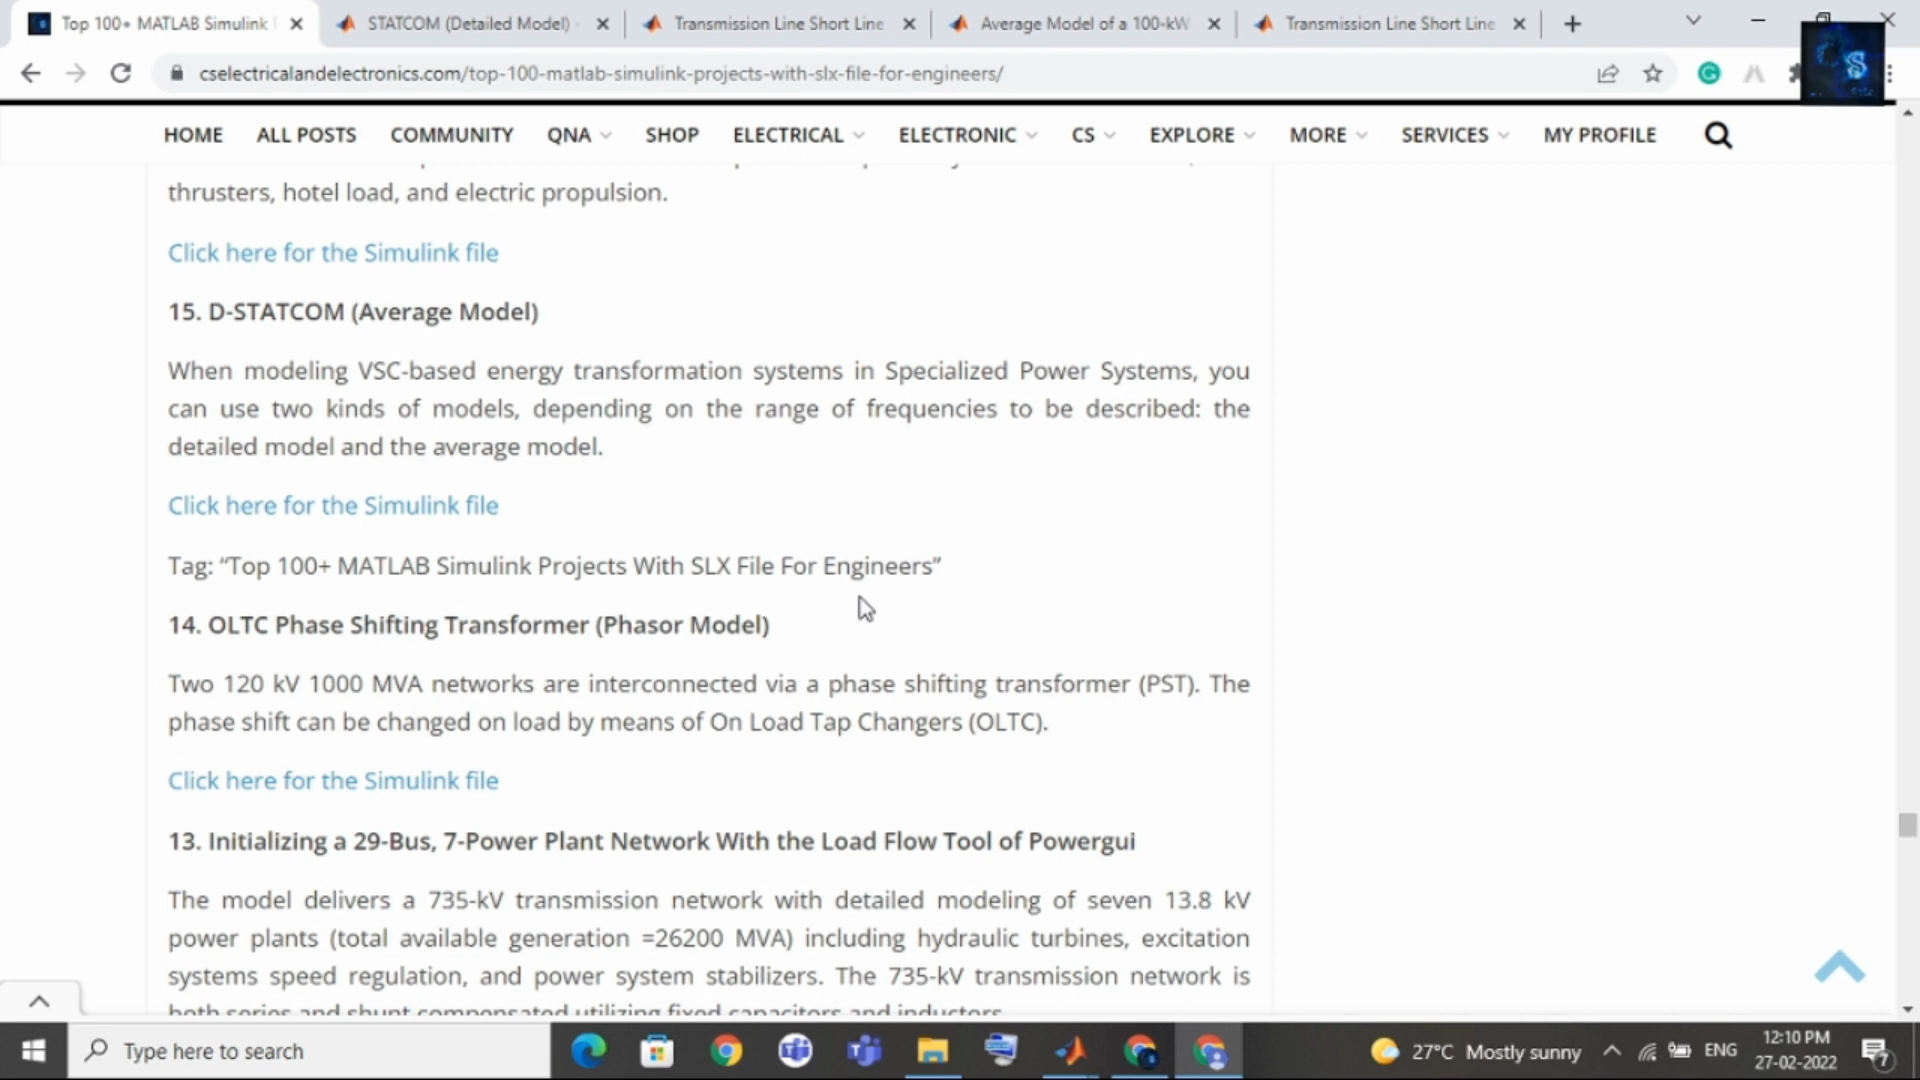 Top 100+ MATLAB Simulink
STATCOM (Detailed Model) -
Transmission Line Short Line
Average Model of a 100-kW
Transmission Line Short Line
cselectricalandelectronics.com/top-100-matlab-simulink-projects-with-slx-file-for-engineers/
HOME ALL POSTS COMMUNITY QNA SHOP ELECTRICAL ELECTRONIC CS EXPLORE MORE SERVICES MY PROFILE
thrusters, hotel load, and electric propulsion.
Click here for the Simulink file
15. D-STATCOM (Average Model)
When modeling VSC-based energy transformation systems in Specialized Power Systems, you
can use two kinds of models, depending on the range of frequencies to be described: the
detailed model and the average model.
Click here for the Simulink file
Tag: “Top 100+ MATLAB Simulink Projects With SLX File For Engineers”
14. OLTC Phase Shifting Transformer (Phasor Model)
Two 120 kV 1000 MVA networks are interconnected via a phase shifting transformer (PST). The
phase shift can be changed on load by means of On Load Tap Changers (OLTC).
Click here for the Simulink file
13. Initializing a 29-Bus, 7-Power Plant Network With the Load Flow Tool of Powergui
The model delivers a 735-kV transmission network with detailed modeling of seven 13.8 kV
power plants (total available generation =26200 MVA) including hydraulic turbines, excitation
systems speed regulation, and power system stabilizers. The 735-kV transmission network is
both series and shunt compensated utilizing fixed capacitors and inductors.
Type here to search
27°C Mostly sunny
ENG
12:10 PM
27-02-2022
7